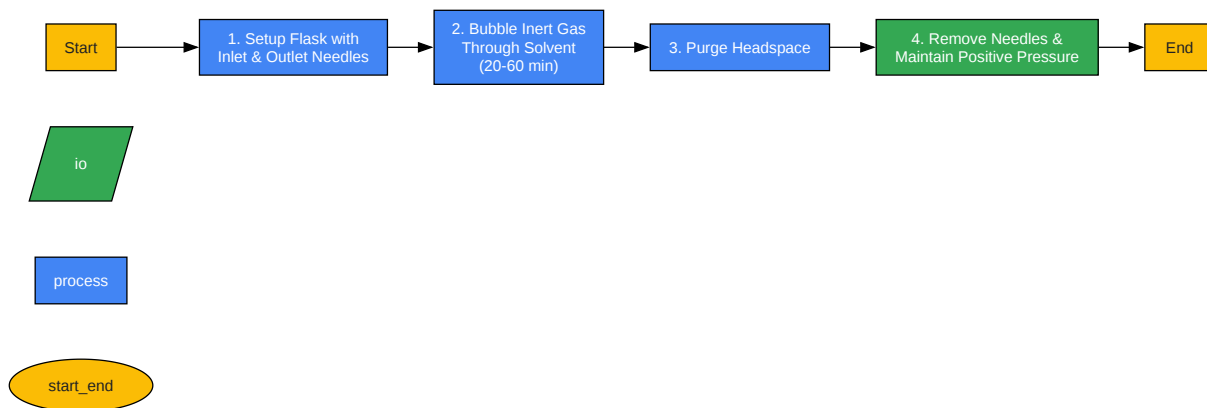 Start
1. Setup Flask with
Inlet & Outlet Needles
2. Bubble Inert Gas
Through Solvent
(20-60 min)
3. Purge Headspace
4. Remove Needles &
Maintain Positive Pressure
End
io
process
start_end